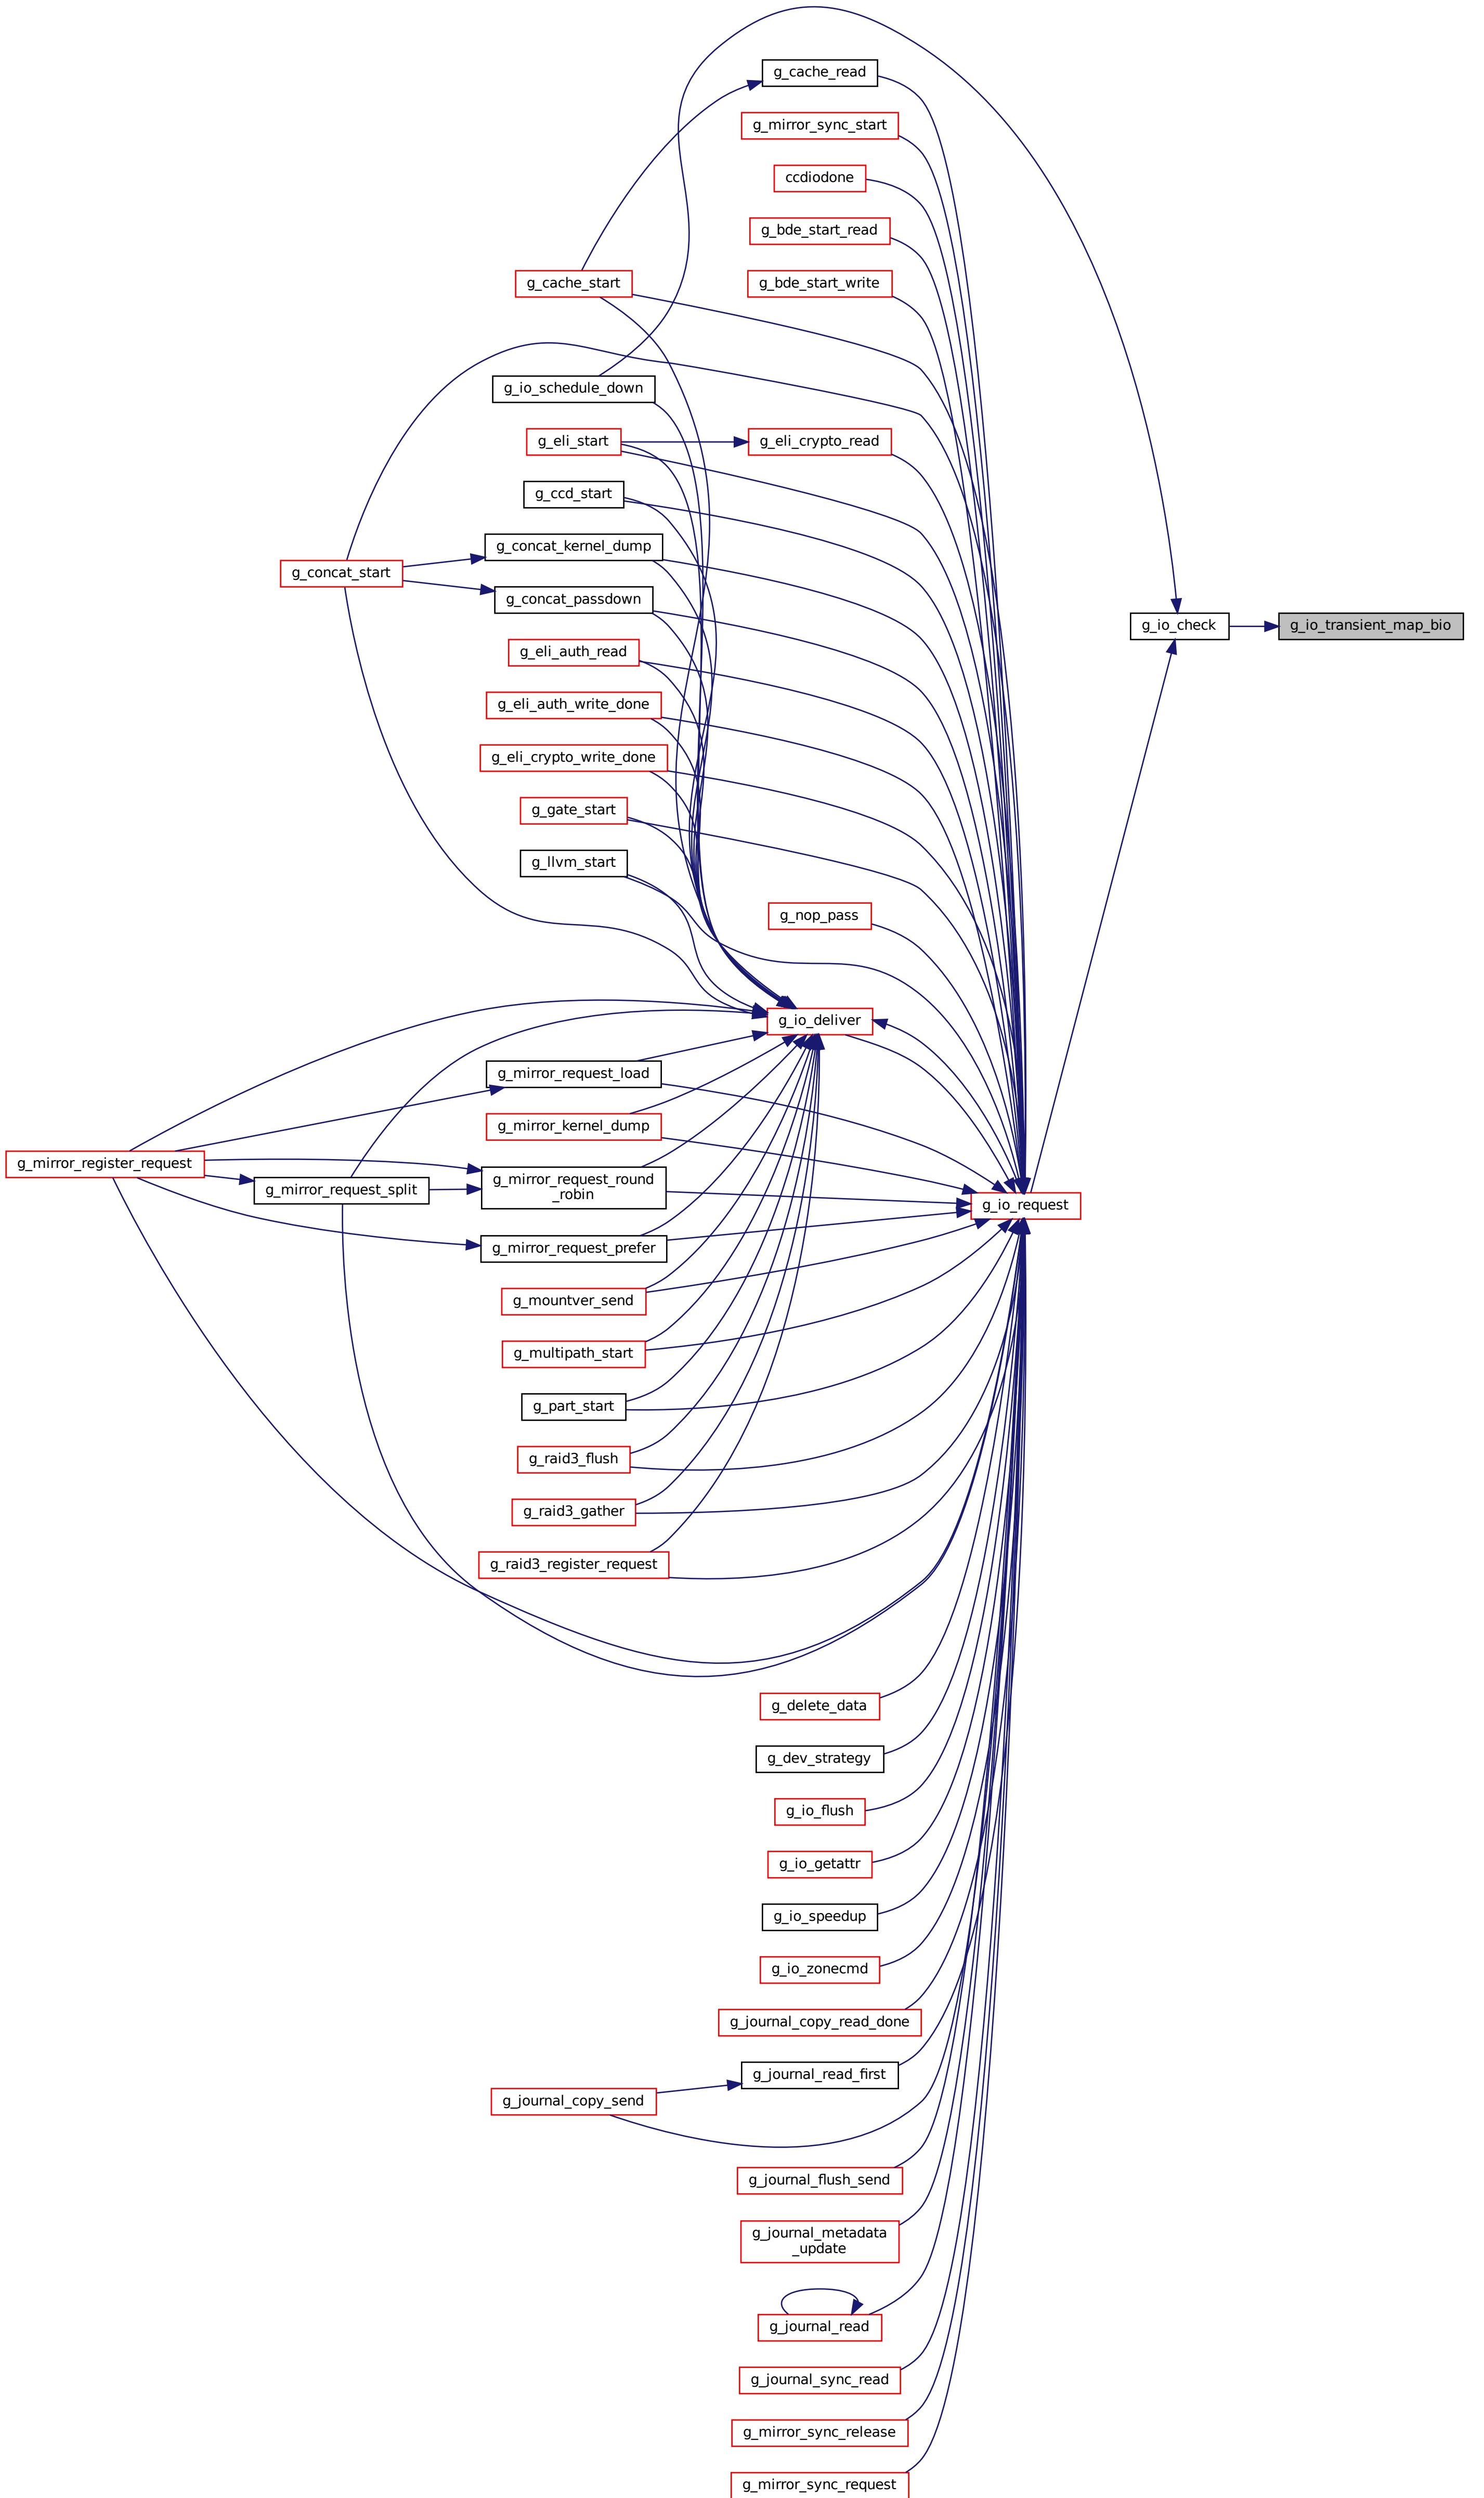 g_cache_read
g_mirror_sync_start
ccdiodone
g_bde_start_read
g_cache_start
g_bde_start_write
g_io_schedule_down
g_eli_start
g_eli_crypto_read
g_ccd_start
g_concat_kernel_dump
g_concat_start
g_concat_passdown
g_io_check
g_io_transient_map_bio
g_eli_auth_read
g_eli_auth_write_done
g_eli_crypto_write_done
g_gate_start
g_llvm_start
g_nop_pass
g_io_deliver
g_mirror_request_load
g_mirror_kernel_dump
g_mirror_register_request
g_mirror_request_split
g_mirror_request_round
_robin
g_io_request
g_mirror_request_prefer
g_mountver_send
g_multipath_start
g_part_start
g_raid3_flush
g_raid3_gather
g_raid3_register_request
g_delete_data
g_dev_strategy
g_io_flush
g_io_getattr
g_io_speedup
g_io_zonecmd
g_journal_copy_read_done
g_journal_read_first
g_journal_copy_send
g_journal_flush_send
g_journal_metadata
_update
g_journal_read
g_journal_sync_read
g_mirror_sync_release
g_mirror_sync_request